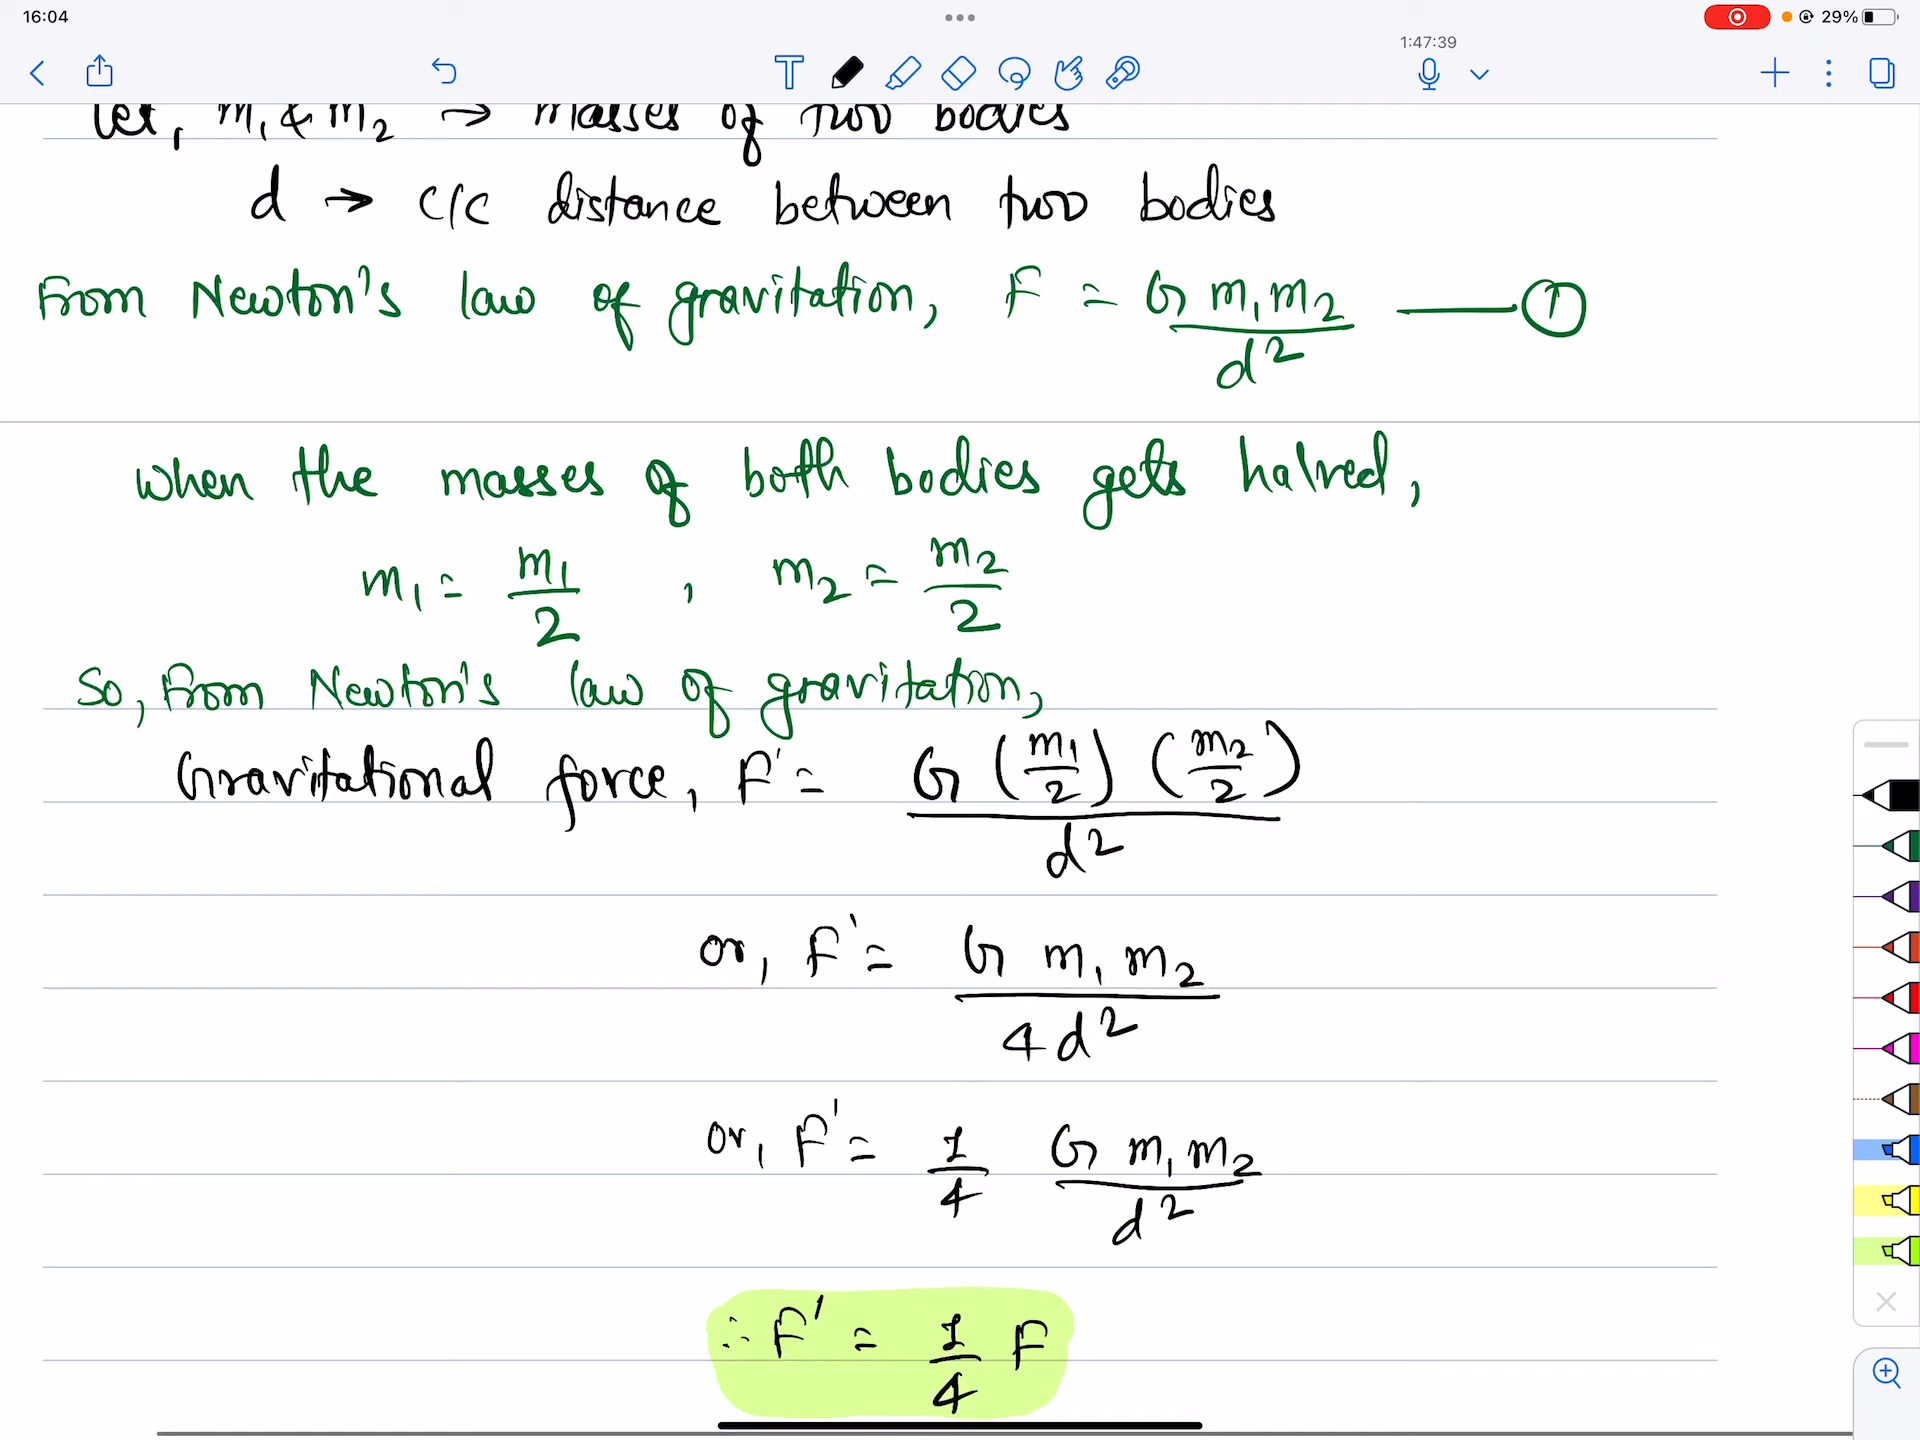 16:04
29%
1:47:39
Let, m₁ & m₂ → masses of two bodies
d → c/c distance between two bodies
From Newton's law of gravitation, F = G m₁m₂ / d² —— ①
when the masses of both bodies gets halved,
m₁ = m₁/2 , m₂ = m₂/2
So, from Newton's law of gravitation,
Gravitational force, F' = G (m₁/2) (m₂/2) / d²
or, F' = G m₁ m₂ / 4d²
or, F' = 1/4 G m₁ m₂ / d²
∴ F' = 1/4 F